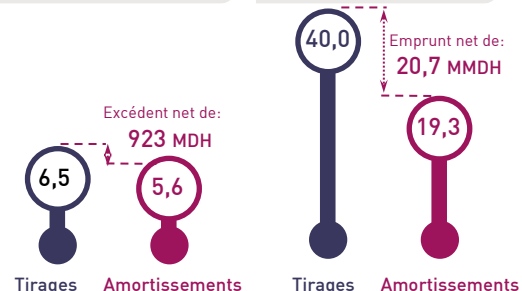 Excédent net de:
923 MDH
6,5
5,6
Tirages Amortissements
40,0
Emprunt net de:
20,7 MMDH
19,3
Tirages Amortissements